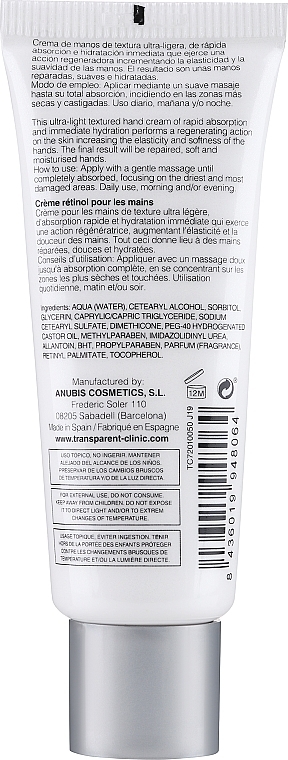 Crema de manos de textura ultra-ligera, de rápida
absorción e hidratación inmediata que ejerce una
acción regeneradora incrementando la elasticidad y la
suavidad de las manos. El resultado son unas manos
reparadas, suaves e hidratadas.
Modo de empleo: Aplicar mediante un suave masaje
hasta su total absorción, incidiendo en las zonas más
secas y castigadas. Uso diario, mañana y/o noche.
This ultra-light textured hand cream of rapid absorption
and immediate hydration performs a regenerating action
on the skin increasing the elasticity and softness of the
hands. The final result will be repaired, soft and
moisturised hands.
How to use: Apply with a gentle massage until
completely absorbed, focusing on the driest and most
damaged areas. Daily use, morning and/or evening.
Crème rétinol pour les mains
Crème pour les mains de texture ultra légère,
d'absorption rapide et hydratation immédiate qui exerce
une action régénératrice, augmentant l'élasticité et la
douceur des mains. Tout ceci donne lieu à des mains
réparées, douces et hydratées.
Conseils d'utilisation: Appliquer avec un massage doux
jusqu'à absorption complète, en se concentrant sur les
zones les plus sèches et touchées. Utilisation
quotidienne, matin et/ou soir.
Ingredients: AQUA (WATER), CETEARYL ALCOHOL, SORBITOL,
GLYCERIN, CAPRYLIC/CAPRIC TRIGLYCERIDE, SODIUM
CETEARYL SULFATE, DIMETHICONE, PEG-40 HYDROGENATED
CASTOR OIL, METHYLPARABEN, IMIDAZOLIDINYL UREA,
ALLANTOIN, BHT, PROPYLPARABEN, PARFUM (FRAGRANCE),
RETINYL PALMITATE, TOCOPHEROL.
Manufactured by:
ANUBIS COSMETICS, S.L.
Frederic Soler 110
08205 Sabadell (Barcelona)
Made in Spain / Fabriqué en Espagne
www.transparent-clinic.com
12M
USO TÓPICO, NO INGERIR, MANTENER
ALEJADO DEL ALCANCE DE LOS NIÑOS.
PRESERVAR DE LOS CAMBIOS BRUSCOS
DE TEMPERATURA Y/O DE LA LUZ DIRECTA
FOR EXTERNAL USE, DO NOT CONSUME.
KEEP AWAY FROM CHILDREN. DO NOT EXPOSE
IT TO DIRECT LIGHT AND/OR TO EXTREM
CHANGES OF TEMPERATURE.
USAGE TOPIQUE, ÉVITER INGESTION. TENIR
HORS DE LA PORTÉE DES ENFANTS PROTÉGER
CONTRE LES CHANGEMENTS BRUSQUES DE
TEMPÉRATURE ET/OU LA LUMIÈRE DIRECTE.
TC72010050 J19
8 436019 948064